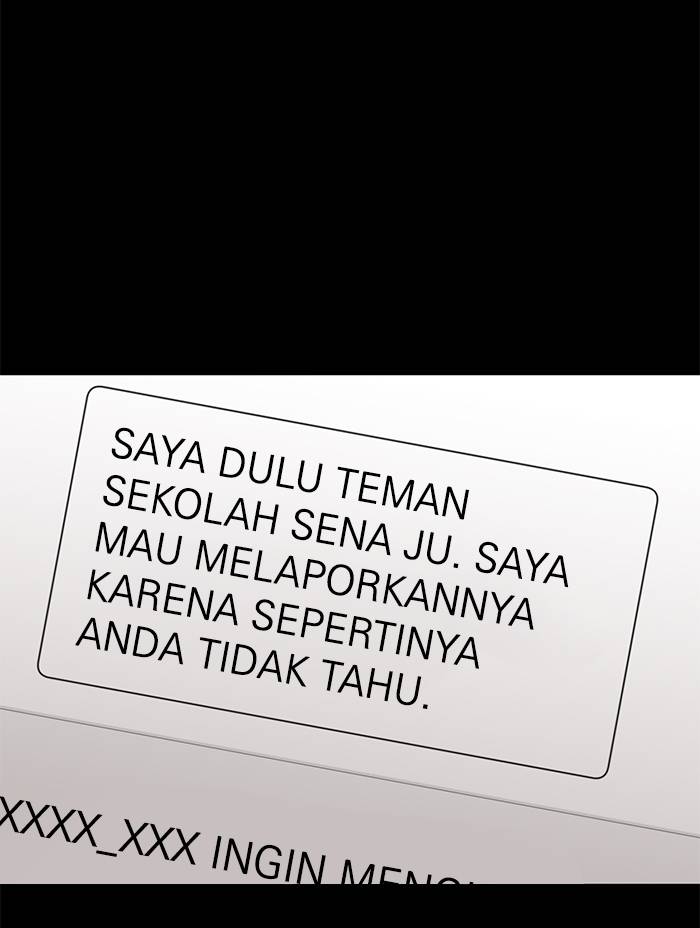 SAYA DULU TEMAN
SEKOLAH SENA JU. SAYA
MAU MELAPORKANNYA
KARENA SEPERTINYA
ANDA TIDAK TAHU.
XXXX_XXX INGIN